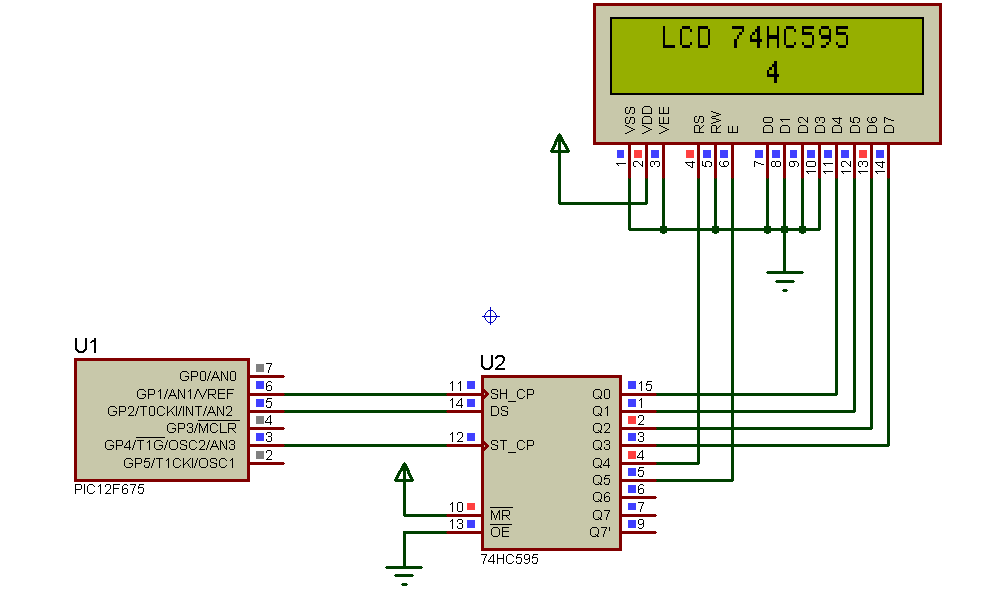 LCD 74HC595
4
VSS VDD VEE RS RW E D0 D1 D2 D3 D4 D5 D6 D7
1 2 3 4 5 6 7 8 9 10 11 12 13 14
U1
GP0/AN0 7
GP1/AN1/VREF 6
GP2/T0CKI/INT/AN2 5
GP3/MCLR 4
GP4/T1G/OSC2/AN3 3
GP5/T1CKI/OSC1 2
PIC12F675
U2
11 SH_CP Q0 15
14 DS Q1 1
Q2 2
12 ST_CP Q3 3
Q4 4
Q5 5
Q6 6
10 MR Q7 7
13 OE Q7' 9
74HC595